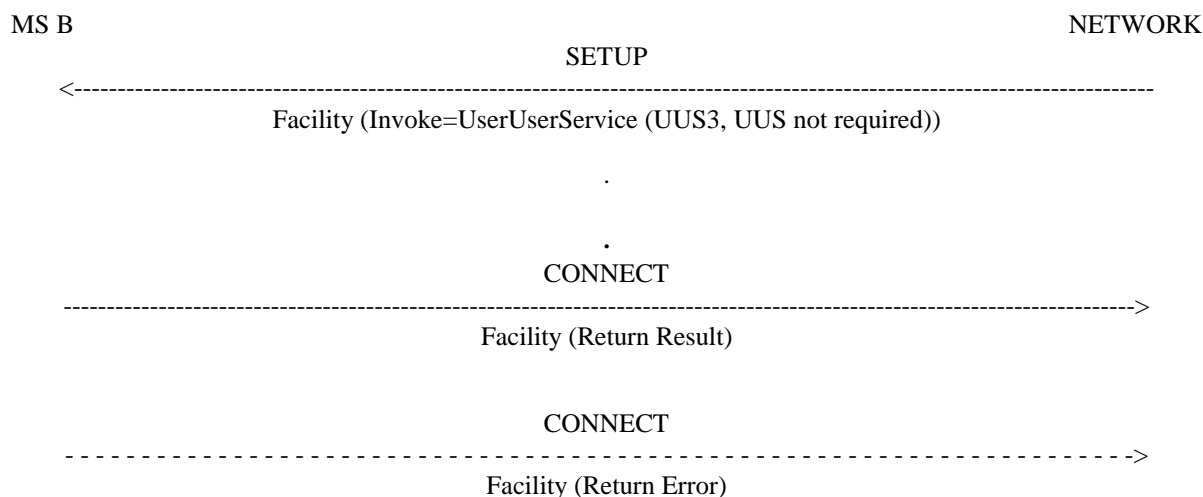 MS B NETWORK
SETUP
<------------------------------------------------------------------------------------------------------------------------------
Facility (Invoke=UserUserService (UUS3, UUS not required))
.
.
CONNECT
----------------------------------------------------------------------------------------------------------------------------->
Facility (Return Result)
CONNECT
- - - - - - - - - - - - - - - - - - - - - - - - - - - - - - - - - - - - - - - - - - - - - - - - - - - - - - - - - - - - - - - - - - - - - ->
Facility (Return Error)